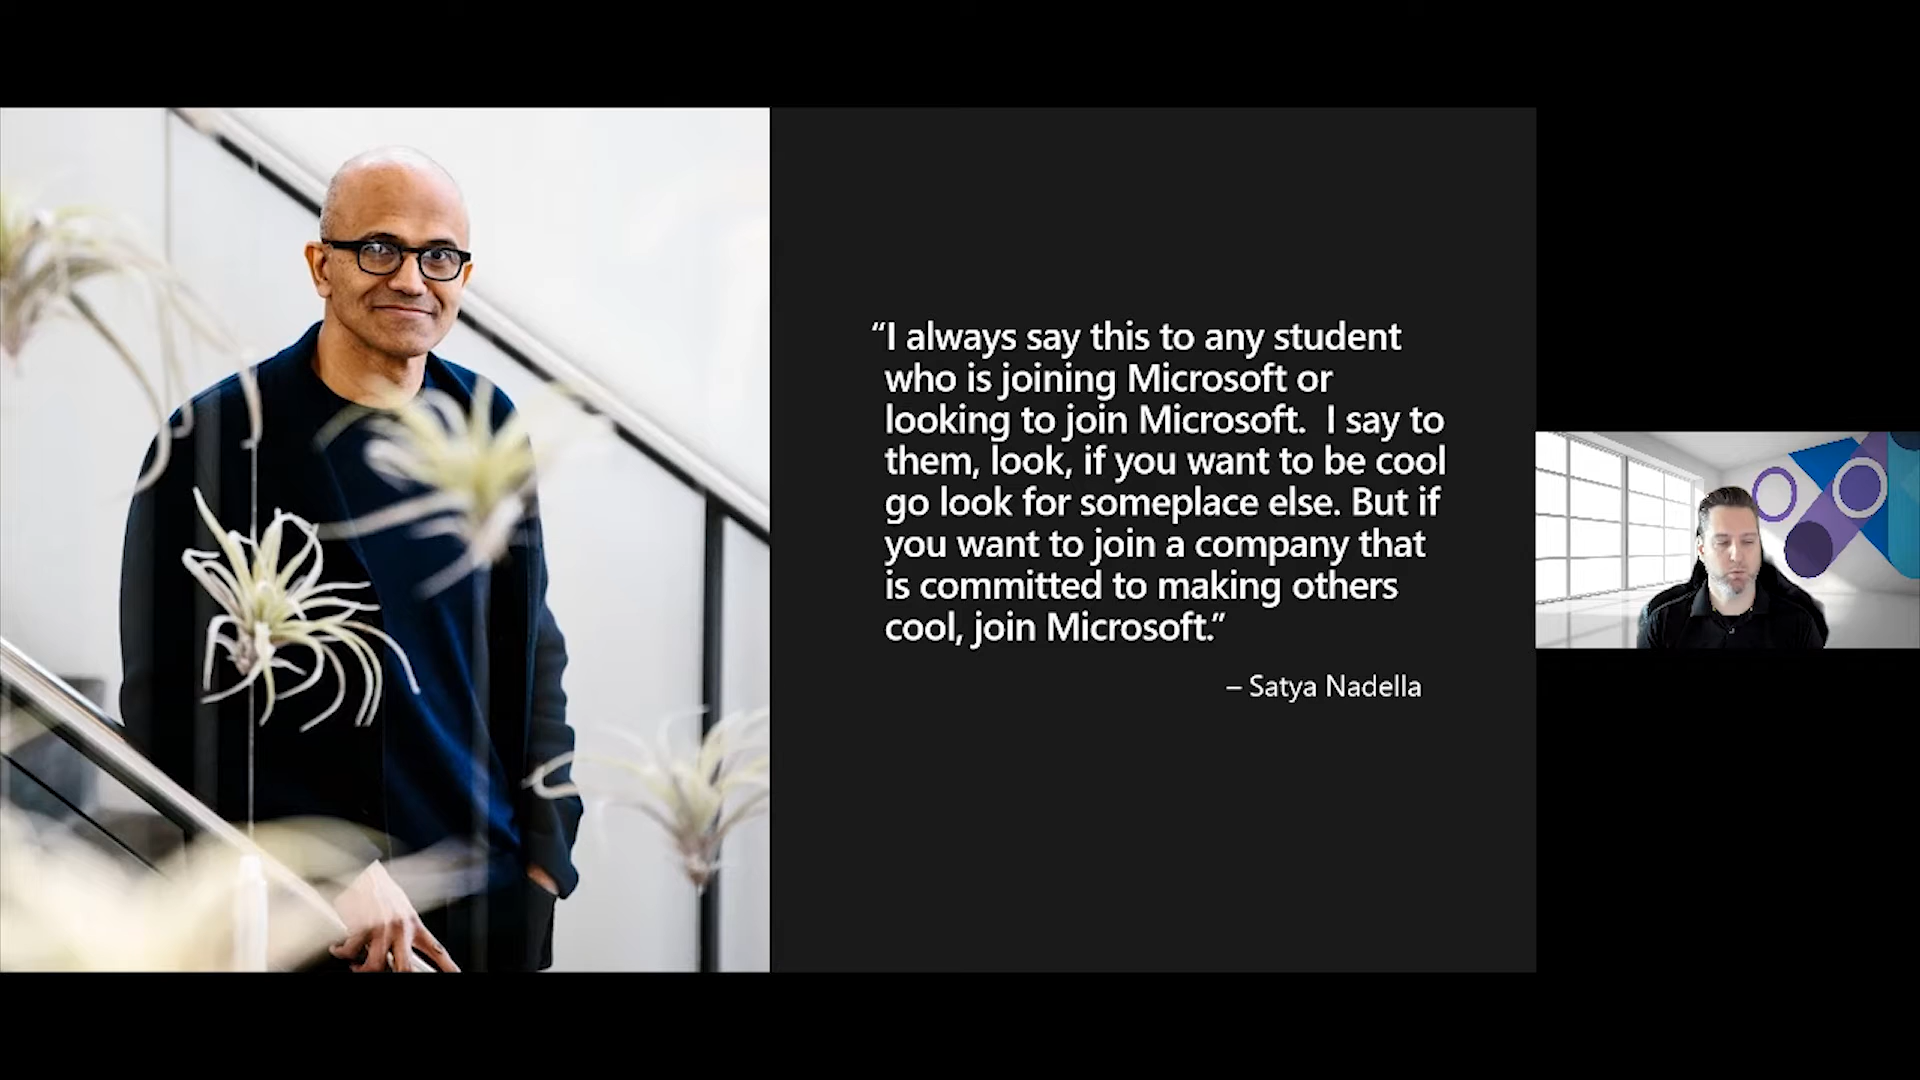 “I always say this to any student
who is joining Microsoft or
looking to join Microsoft.  I say to
them, look, if you want to be cool
go look for someplace else. But if
you want to join a company that
is committed to making others
cool, join Microsoft.”
– Satya Nadella